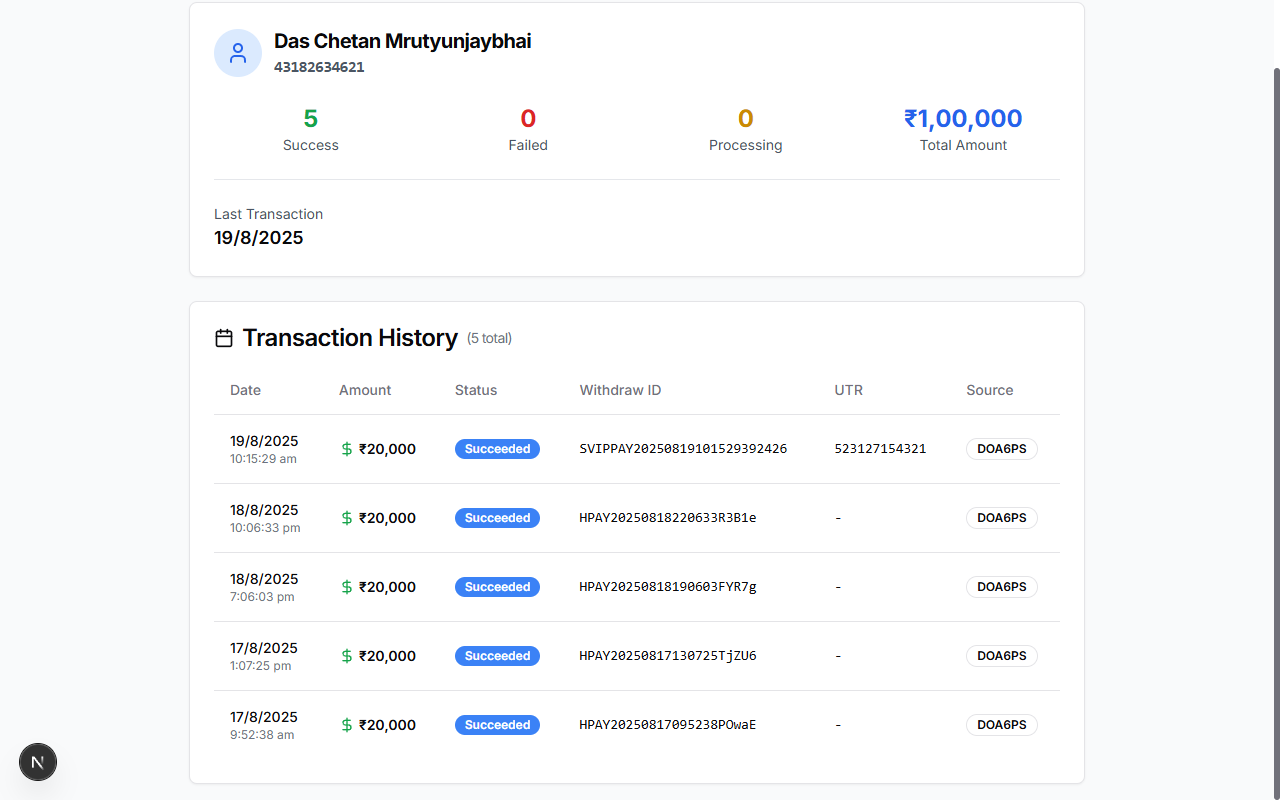 Das Chetan Mrutyunjaybhai
43182634621
5 0 0 ₹1,00,000
Success Failed Processing Total Amount
Last Transaction
19/8/2025
Transaction History (5 total)
Date Amount Status Withdraw ID UTR Source
19/8/2025
10:15:29 am
$ ₹20,000 Succeeded SVIPPAY20250819101529392426 523127154321 DOA6PS
18/8/2025
10:06:33 pm
$ ₹20,000 Succeeded HPAY20250818220633R3B1e - DOA6PS
18/8/2025
7:06:03 pm
$ ₹20,000 Succeeded HPAY20250818190603FYR7g - DOA6PS
17/8/2025
1:07:25 pm
$ ₹20,000 Succeeded HPAY20250817130725TjZU6 - DOA6PS
17/8/2025
9:52:38 am
$ ₹20,000 Succeeded HPAY20250817095238POwaE - DOA6PS
N